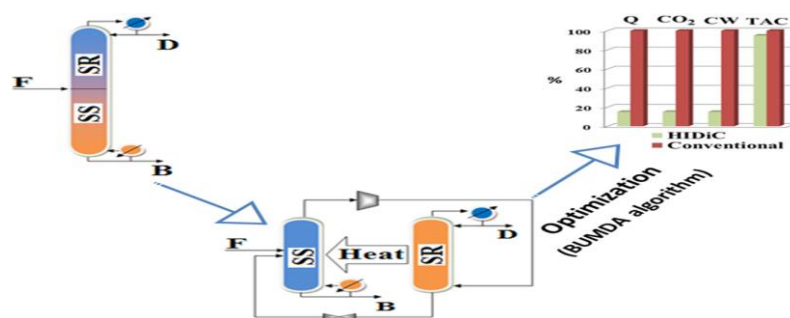 Q CO₂ CW TAC
100
80
60
%
40
20
0
HIDiC
Conventional
D
F
SR
SS
B
Optimization
(BUMDA algorithm)
F
SS
Heat
SR
D
B